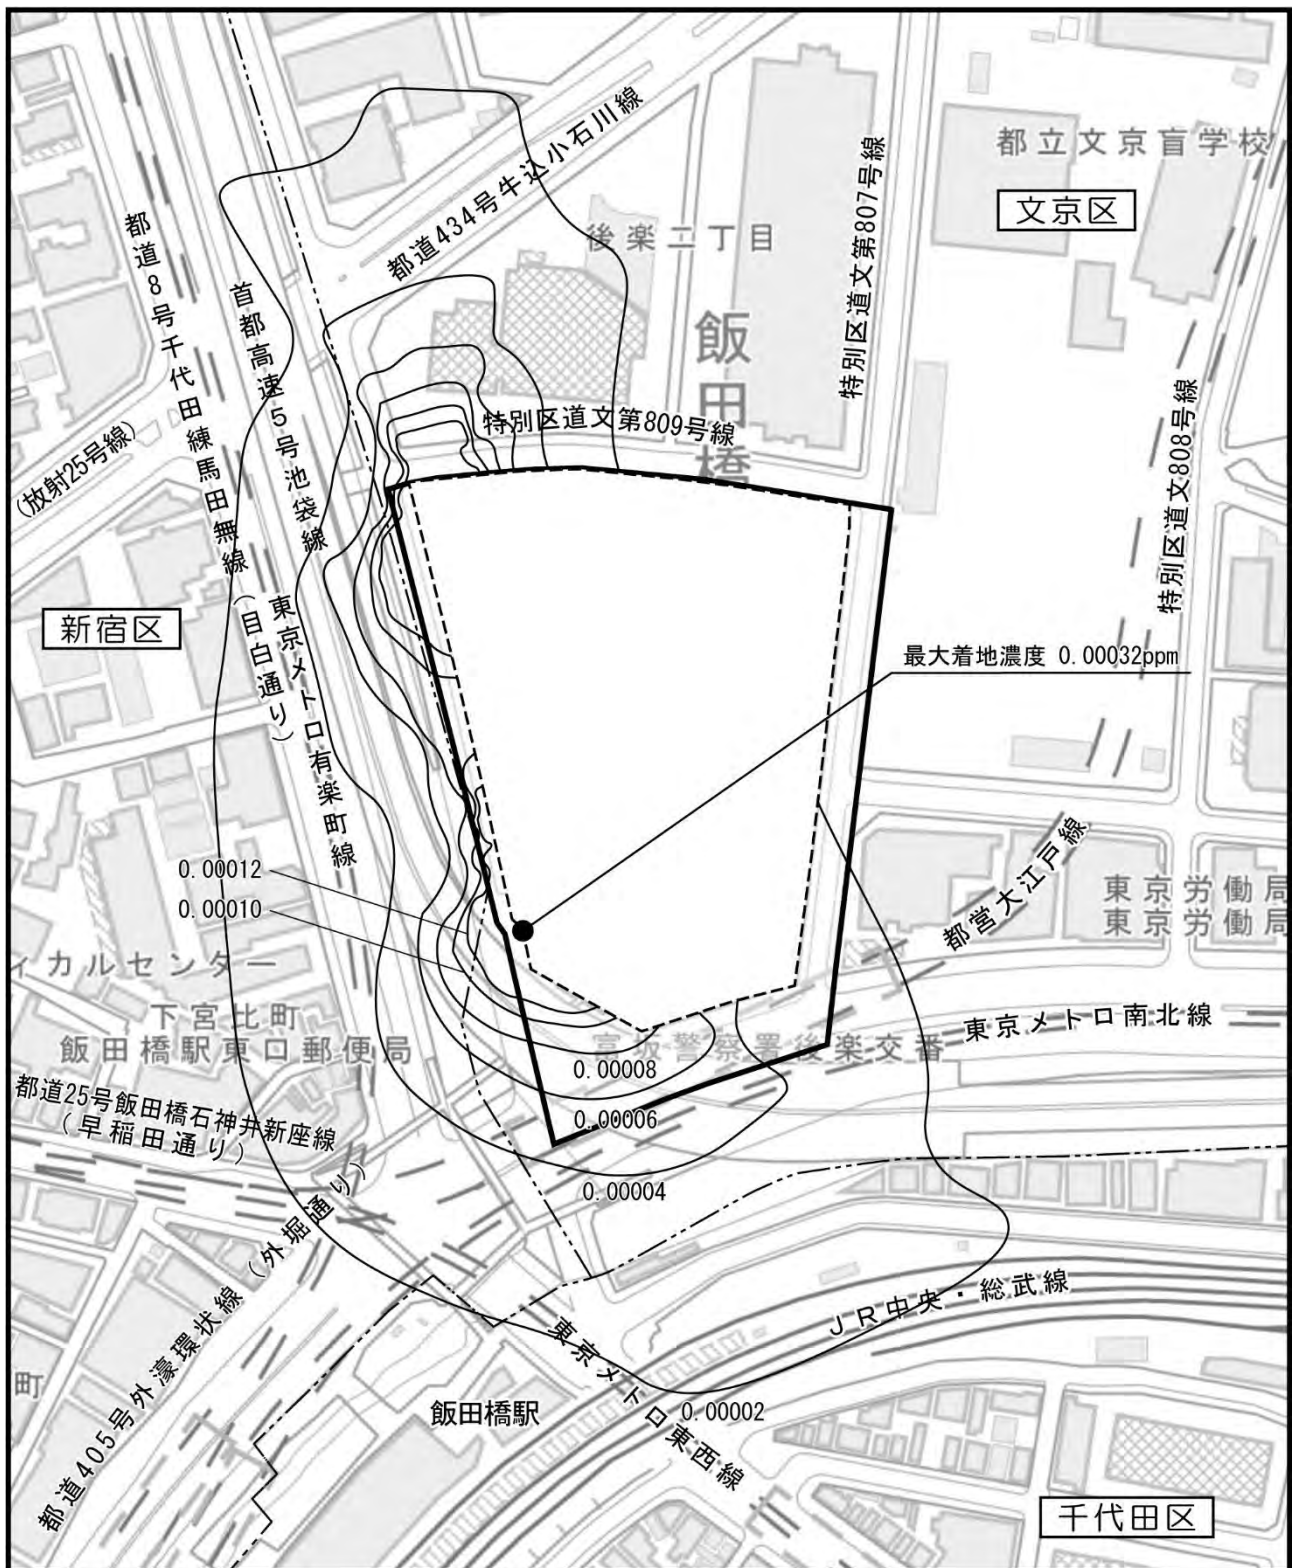 都道434号牛込小石川線
都立文京盲学校
文京区
後楽二丁目
特別区道文第807号線
都道8号千代田練馬田無線(目白通り)
首都高速5号池袋線
飯田橋
特別区道文第809号線
(放射25号線)
特別区道文808号線
新宿区
東京メトロ有楽町線
最大着地濃度 0.00032ppm
0.00012
0.00010
都営大江戸線
東京労働局
東京労働局
ィカルセンター
下宮比町
飯田橋駅東口郵便局
東京メトロ南北線
富坂警察署後楽交番
0.00008
都道25号飯田橋石神井新座線
(早稲田通り)
0.00006
0.00004
都道405号外濠環状線(外堀通り)
JR中央・総武線
東京メトロ東西線
町
飯田橋駅
0.00002
千代田区